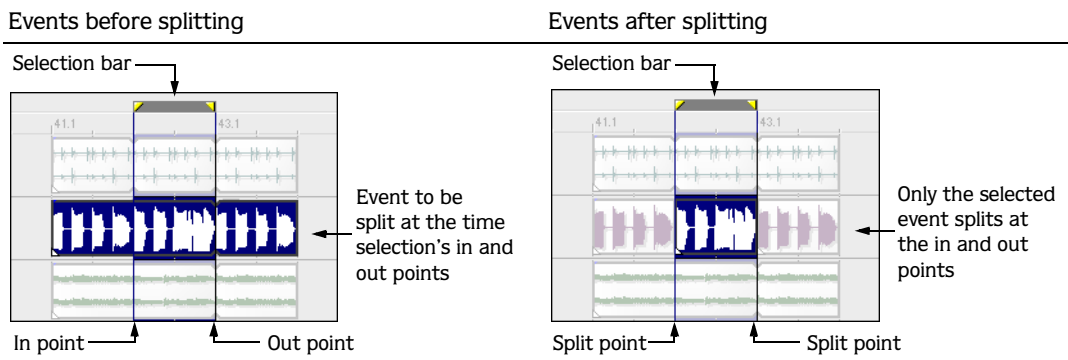 Events before splitting
Selection bar
41.1
43.1
Event to be
split at the time
selection's in and
out points
In point
Out point
Events after splitting
Selection bar
41.1
43.1
Only the selected
event splits at
the in and out
points
Split point
Split point